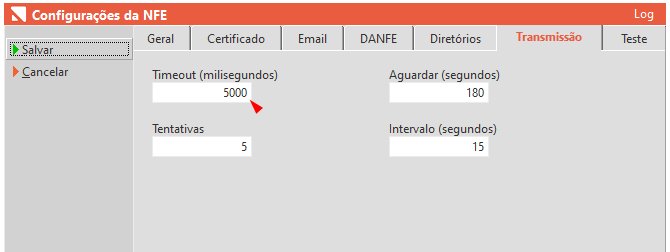 Configurações da NFE
Log
Salvar
Cancelar
Geral
Certificado
Email
DANFE
Diretórios
Transmissão
Teste
Timeout (milisegundos)
5000
Aguardar (segundos)
180
Tentativas
5
Intervalo (segundos)
15